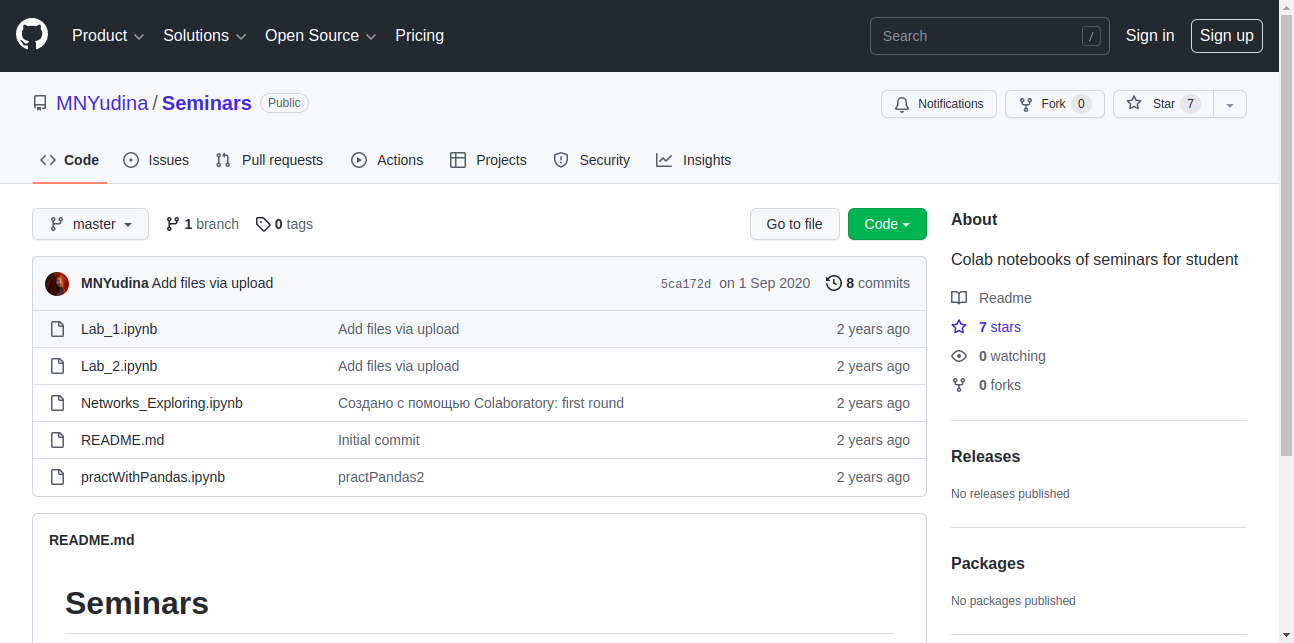 Product Solutions Open Source Pricing Search / Sign in Sign up
MNYudina / Seminars Public Notifications Fork 0 Star 7
Code Issues Pull requests Actions Projects Security Insights
master 1 branch 0 tags Go to file Code
MNYudina Add files via upload 5ca172d on 1 Sep 2020 8 commits
Lab_1.ipynb Add files via upload 2 years ago
Lab_2.ipynb Add files via upload 2 years ago
Networks_Exploring.ipynb Создано с помощью Colaboratory: first round 2 years ago
README.md Initial commit 2 years ago
practWithPandas.ipynb practPandas2 2 years ago
README.md
Seminars
About
Colab notebooks of seminars for student
Readme
7 stars
0 watching
0 forks
Releases
No releases published
Packages
No packages published